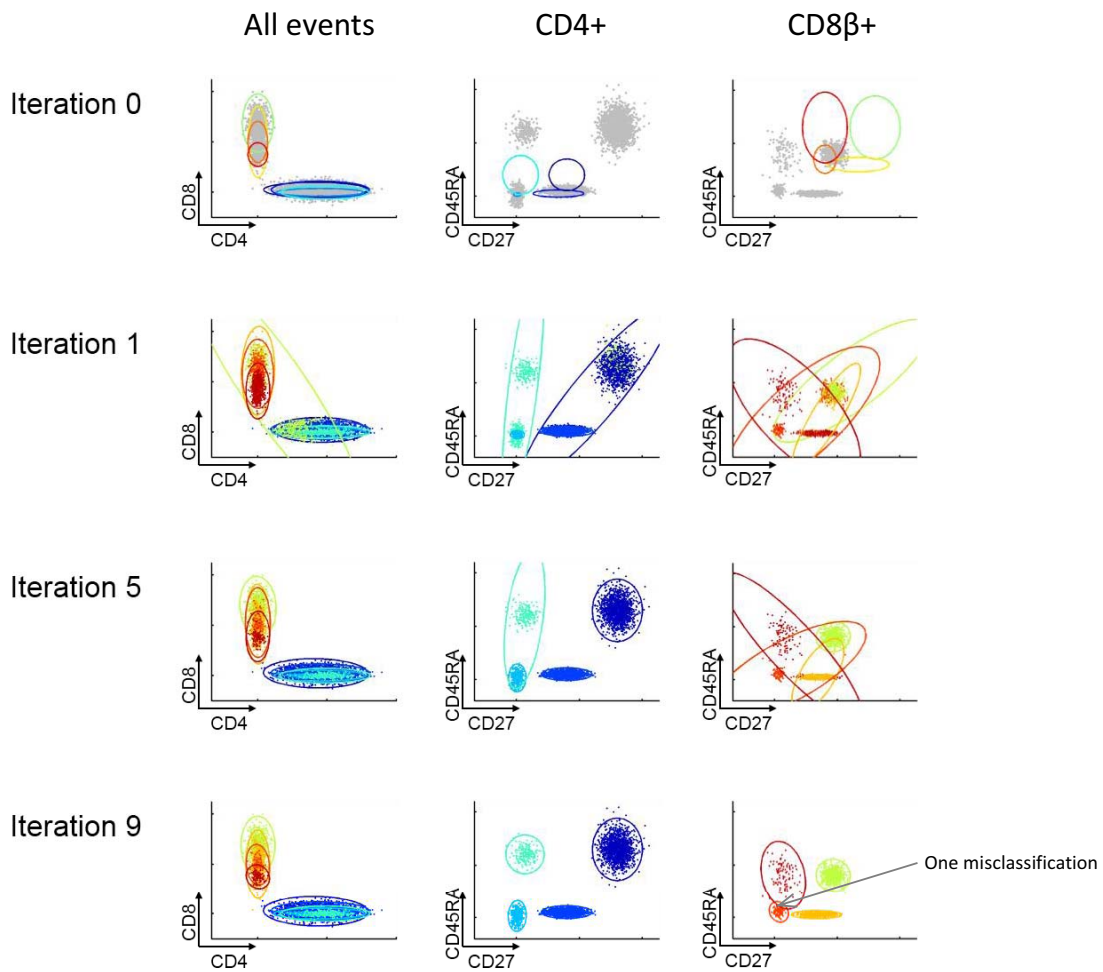 All events CD4+ CD8β+
Iteration 0
CD8 CD45RA CD45RA
CD4 CD27 CD27
Iteration 1
CD8 CD45RA CD45RA
CD4 CD27 CD27
Iteration 5
CD8 CD45RA CD45RA
CD4 CD27 CD27
Iteration 9
One misclassification
CD8 CD45RA CD45RA
CD4 CD27 CD27